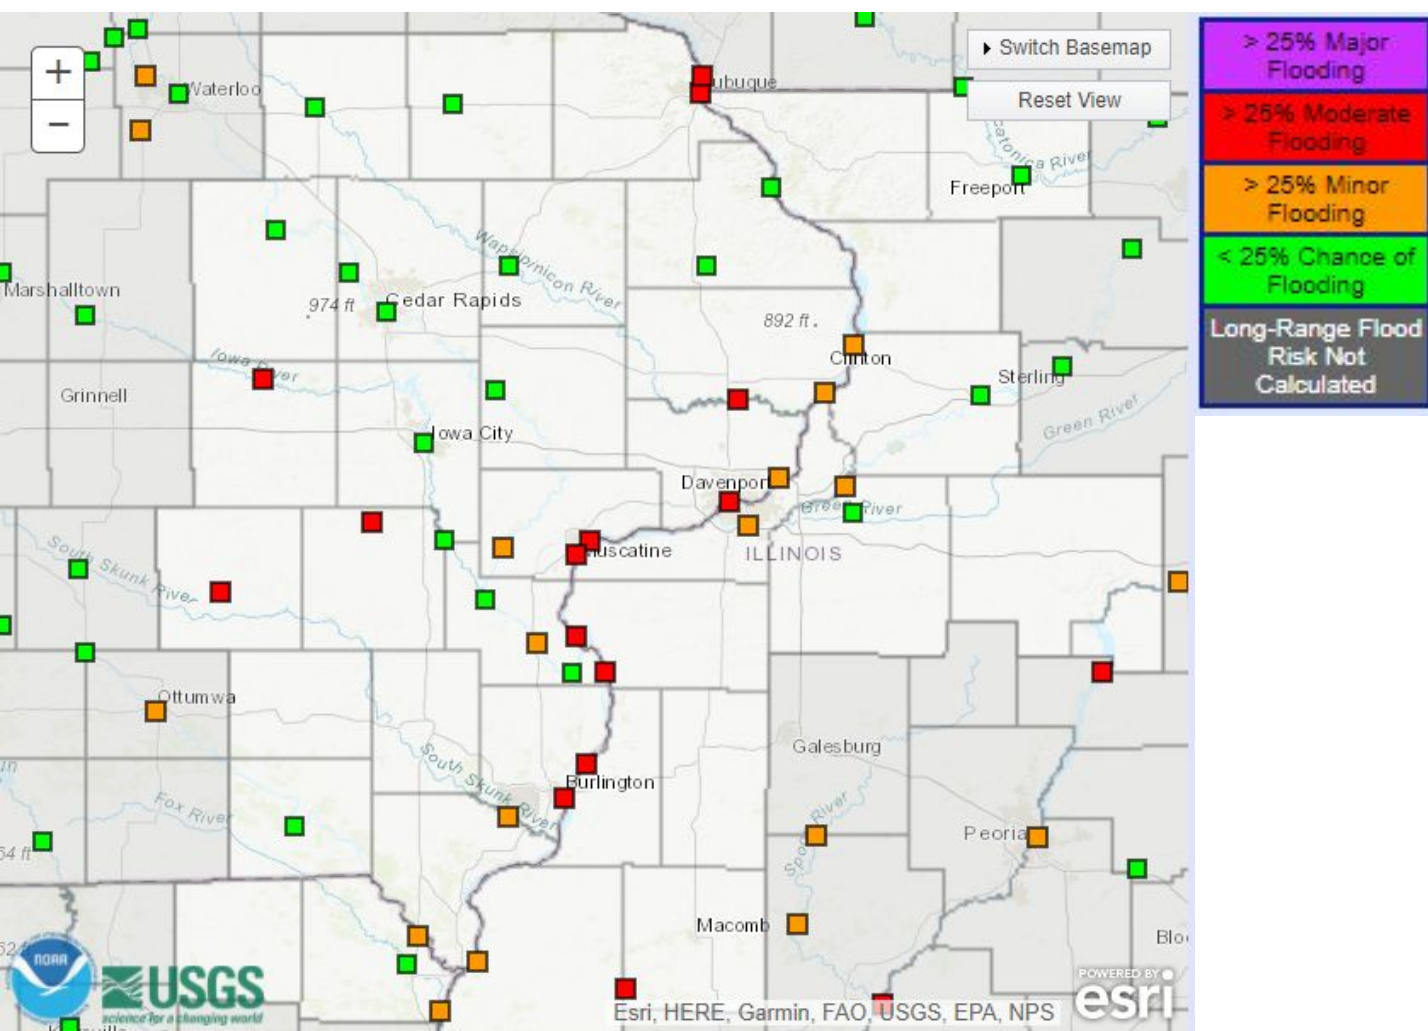 +
−
Switch Basemap
Reset View
> 25% Major
Flooding
> 25% Moderate
Flooding
> 25% Minor
Flooding
< 25% Chance of
Flooding
Long-Range Flood
Risk Not
Calculated
Waterloo
ubuque
catonica River
Freeport
Wapsipinicon River
Marshalltown
974 ft
Cedar Rapids
892 ft
Clinton
Iowa River
Grinnell
Sterling
Green River
Iowa City
Davenport
Green River
Muscatine
ILLINOIS
South Skunk River
Ottumwa
South Skunk River
Galesburg
Burlington
Fox River
Spoon River
Peoria
54 ft
Macomb
Bloo
NOAA
USGS
science for a changing world
POWERED BY
esri
Esri, HERE, Garmin, FAO, USGS, EPA, NPS